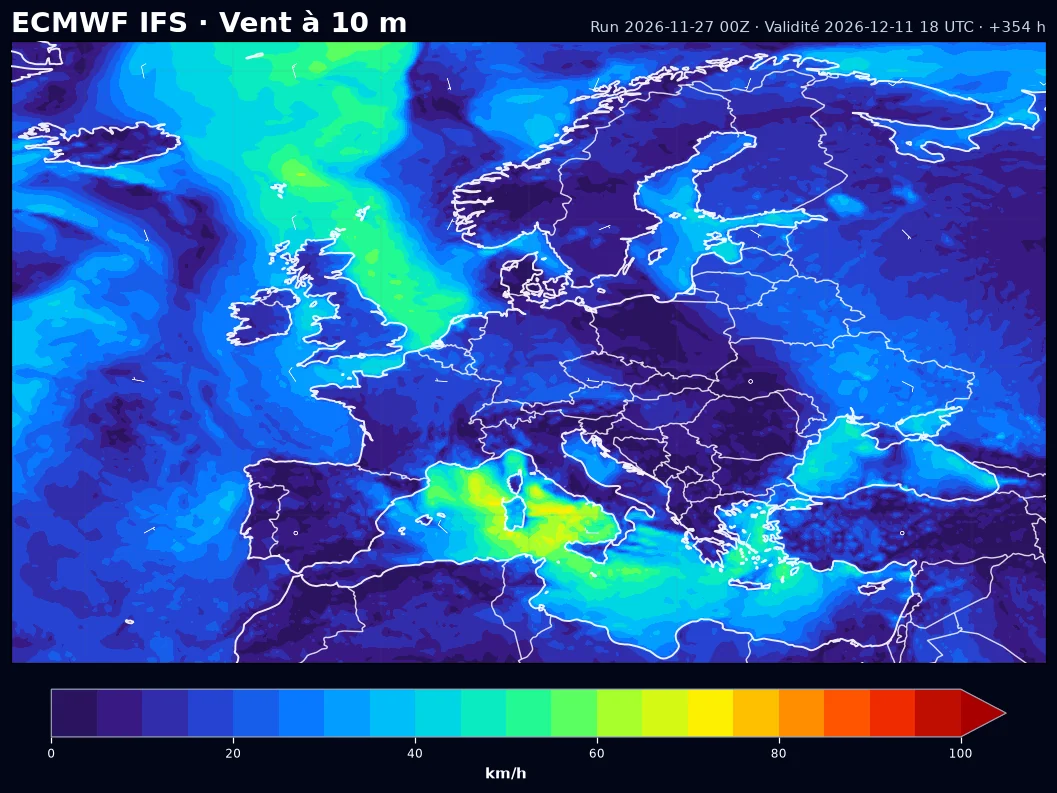 ECMWF IFS · Vent à 10 m
Run 2026-11-27 00Z · Validité 2026-12-11 18 UTC · +354 h
0 20 40 60 80 100
km/h